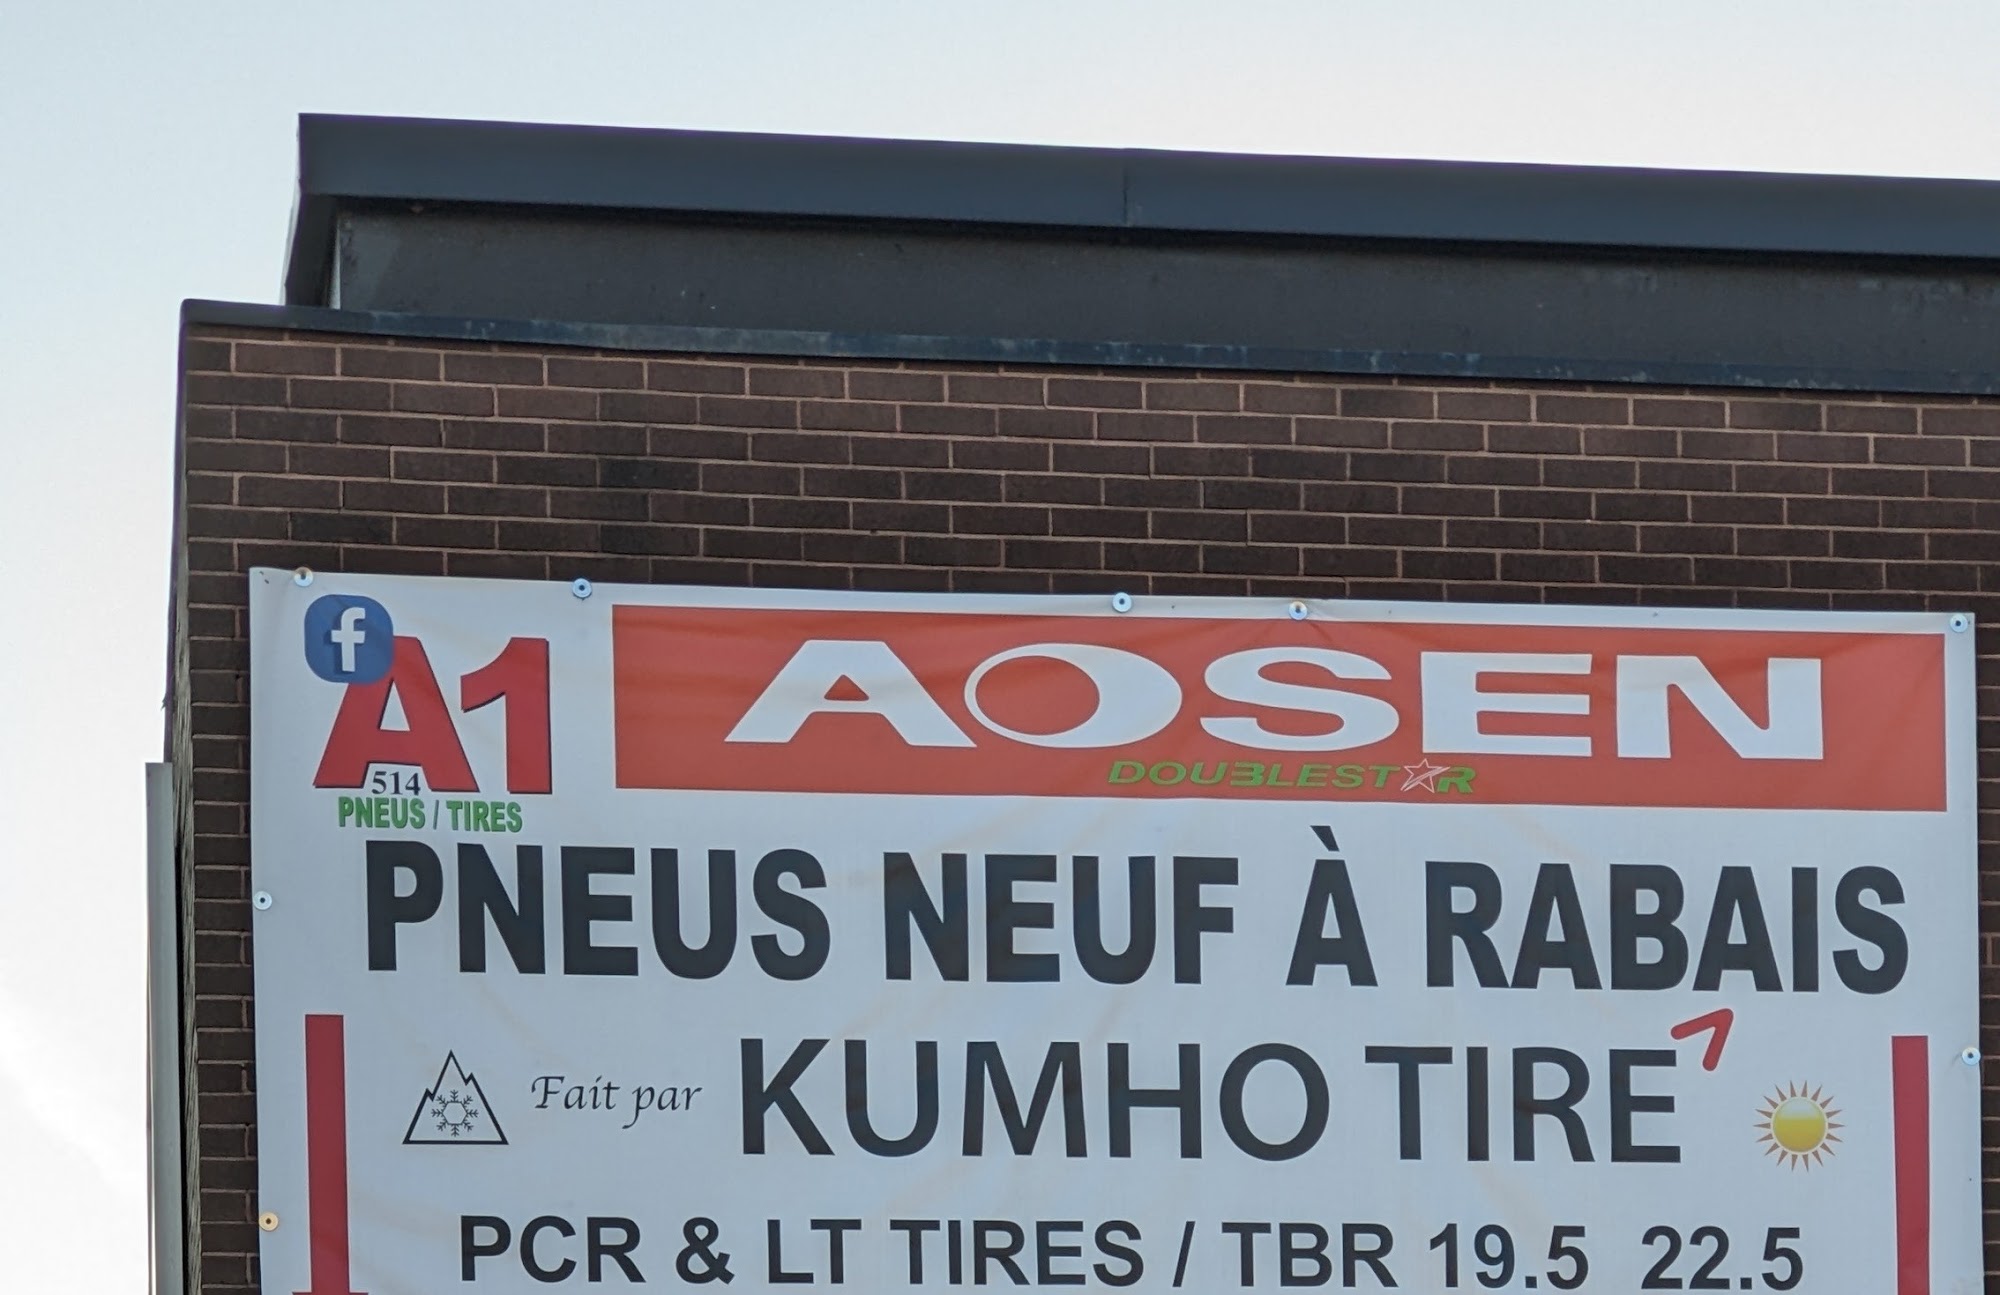 f
A1
514
PNEUS / TIRES
AOSEN
DOUBLESTAR
PNEUS NEUF À RABAIS
Fait par KUMHO TIRE
PCR & LT TIRES / TBR 19.5 22.5